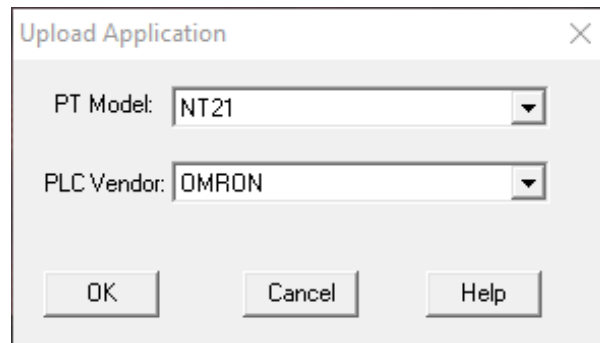 Upload Application
PT Model: NT21
PLC Vendor: OMRON
OK Cancel Help